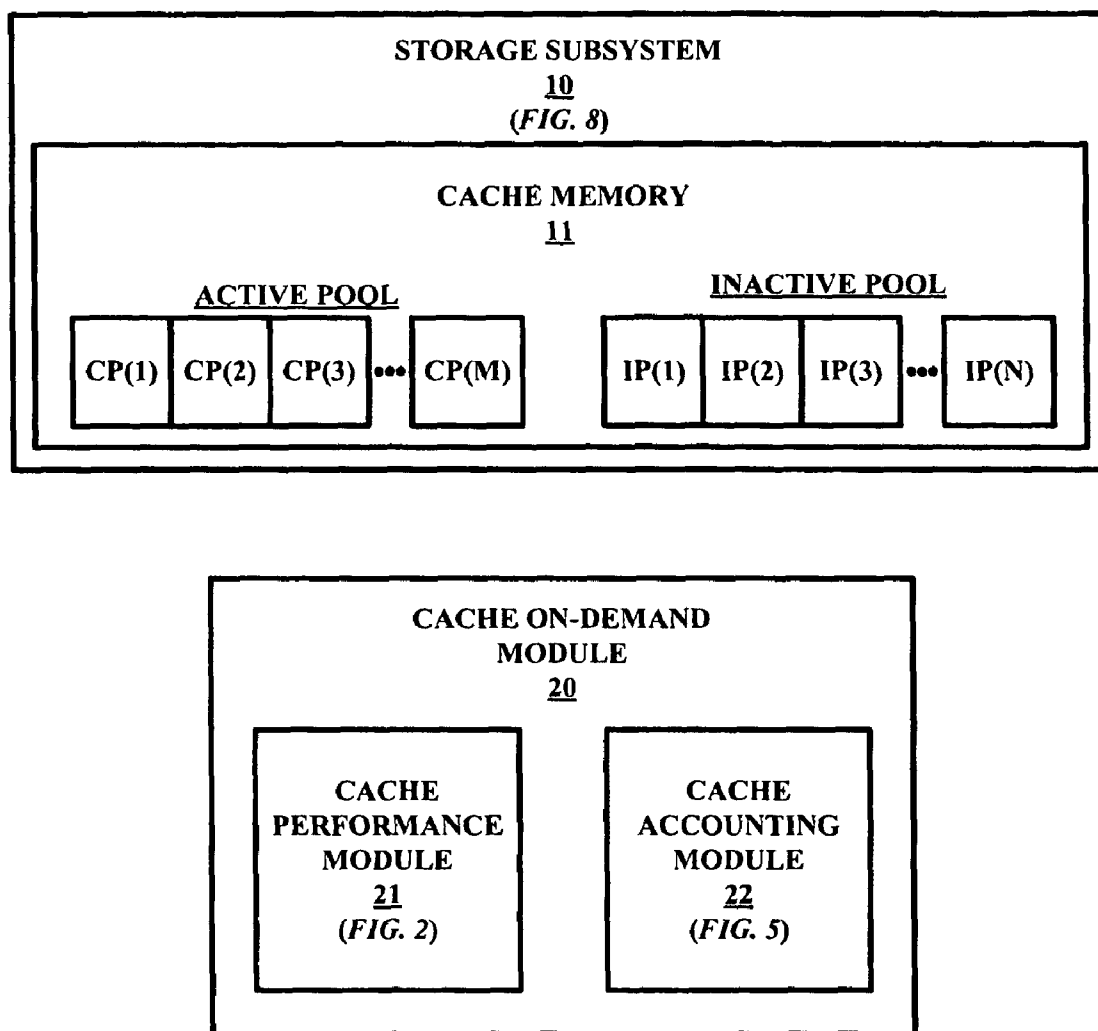 STORAGE SUBSYSTEM
10
(FIG. 8)
CACHE MEMORY
11
ACTIVE POOL
INACTIVE POOL
CP(1) CP(2) CP(3) ••• CP(M)
IP(1) IP(2) IP(3) ••• IP(N)
CACHE ON-DEMAND
MODULE
20
CACHE
PERFORMANCE
MODULE
21
(FIG. 2)
CACHE
ACCOUNTING
MODULE
22
(FIG. 5)